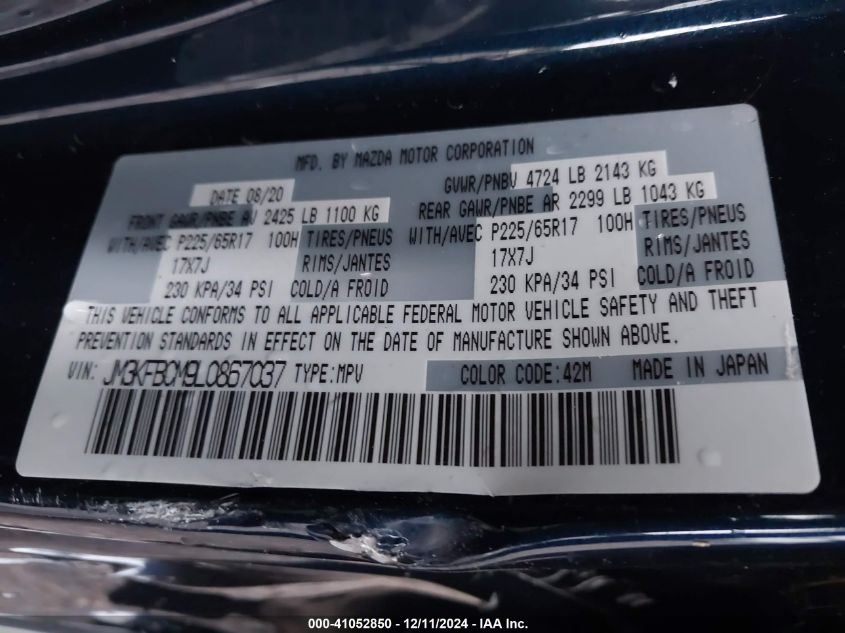 MFD. BY MAZDA MOTOR CORPORATION
DATE 08/20 GVWR/PNBV 4724 LB 2143 KG
FRONT GAWR/PNBE AV 2425 LB 1100 KG REAR GAWR/PNBE AR 2299 LB 1043 KG
WITH/AVEC P225/65R17 100H TIRES/PNEUS WITH/AVEC P225/65R17 100H TIRES/PNEUS
17X7J RIMS/JANTES 17X7J RIMS/JANTES
230 KPA/34 PSI COLD/A FROID 230 KPA/34 PSI COLD/A FROID
THIS VEHICLE CONFORMS TO ALL APPLICABLE FEDERAL MOTOR VEHICLE SAFETY AND THEFT
PREVENTION STANDARDS IN EFFECT ON THE DATE OF MANUFACTURE SHOWN ABOVE.
VIN: JM3KFBCM9L0867037 TYPE:MPV COLOR CODE:42M MADE IN JAPAN
000-41052850 - 12/11/2024 - IAA Inc.